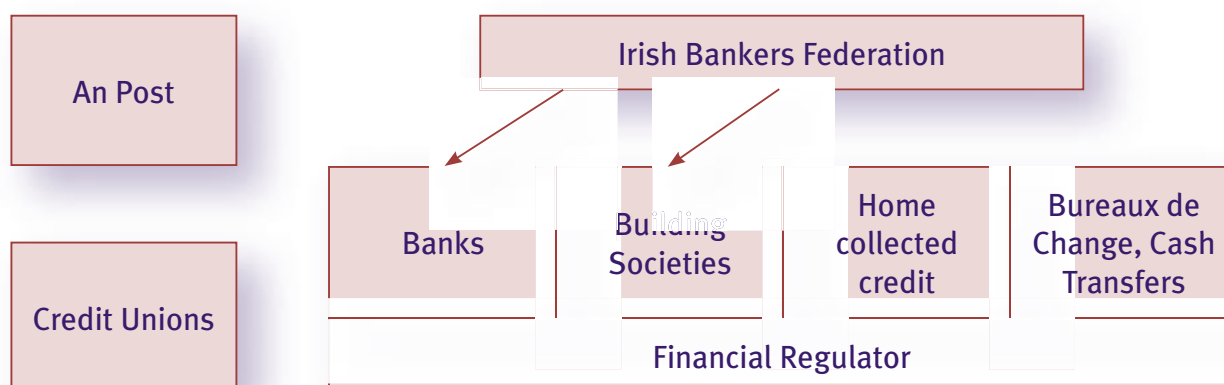 An Post
Irish Bankers Federation
Banks
Building
Societies
Home
collected
credit
Bureaux de
Change, Cash
Transfers
Credit Unions
Financial Regulator